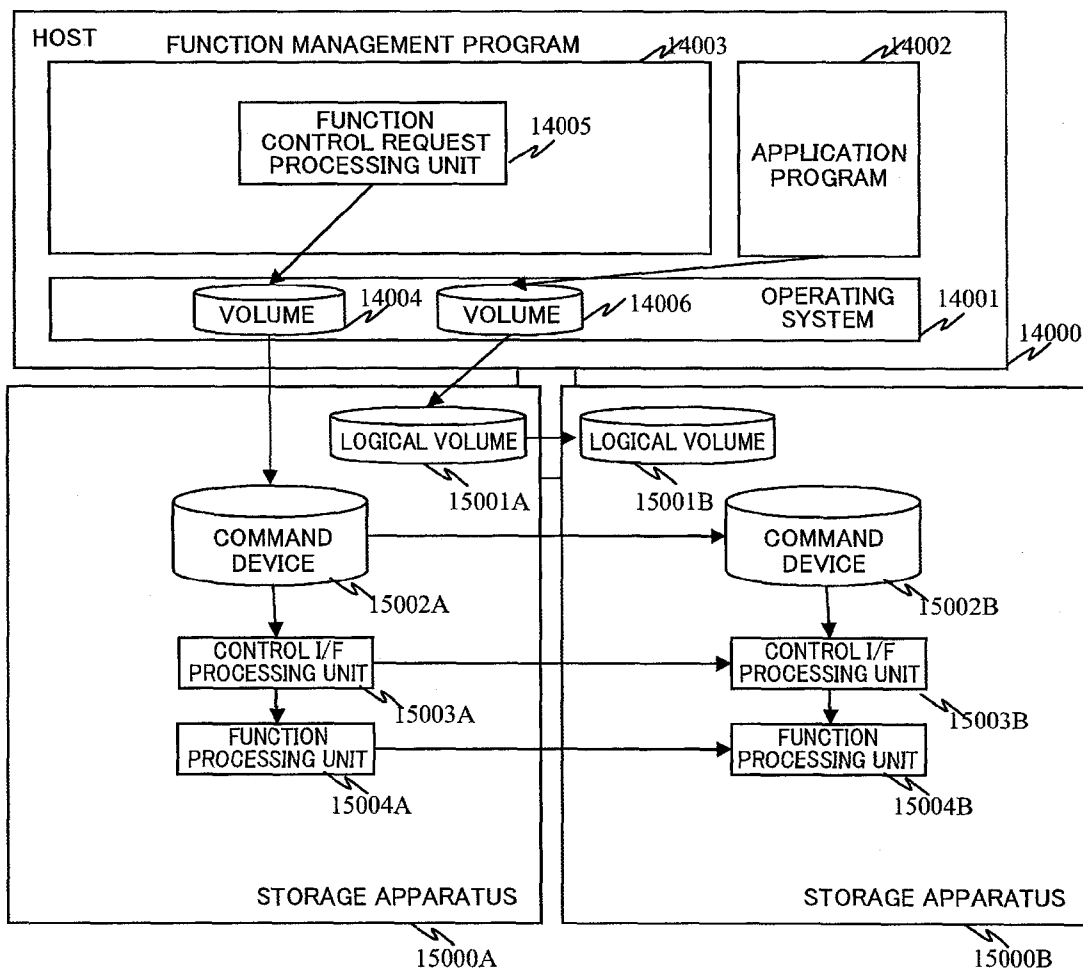 HOST
FUNCTION MANAGEMENT PROGRAM
14003
14002
FUNCTION
CONTROL REQUEST
PROCESSING UNIT
14005
APPLICATION
PROGRAM
VOLUME
14004
VOLUME
14006
OPERATING
SYSTEM
14001
14000
LOGICAL VOLUME
LOGICAL VOLUME
15001A
15001B
COMMAND
DEVICE
COMMAND
DEVICE
15002A
15002B
CONTROL I/F
PROCESSING UNIT
CONTROL I/F
PROCESSING UNIT
15003A
15003B
FUNCTION
PROCESSING UNIT
FUNCTION
PROCESSING UNIT
15004A
15004B
STORAGE APPARATUS
STORAGE APPARATUS
15000A
15000B